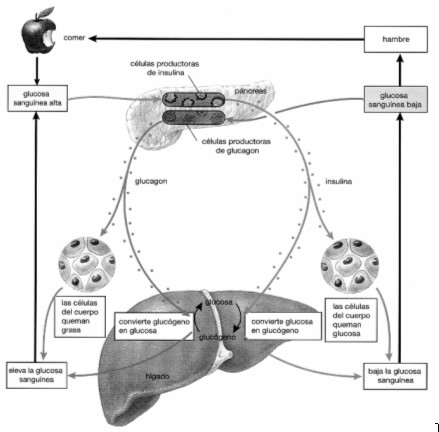 comer
hambre
células productoras
de insulina
páncreas
glucosa
sanguínea alta
glucosa
sanguínea baja
células productoras
de glucagon
glucagon
insulina
las células
del cuerpo
queman
grasa
convierte glucógeno
en glucosa
glucosa
glucógeno
convierte glucosa
en glucógeno
las células
del cuerpo
queman
glucosa
eleva la glucosa
sanguínea
hígado
baja la glucosa
sanguínea